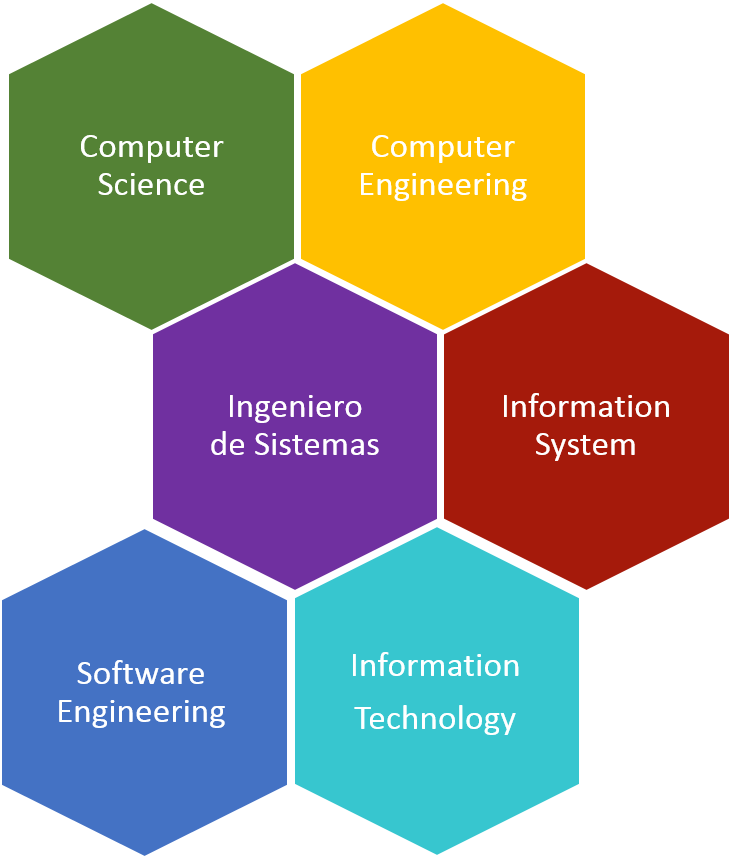 Computer
Science
Computer
Engineering
Ingeniero
de Sistemas
Information
System
Software
Engineering
Information
Technology